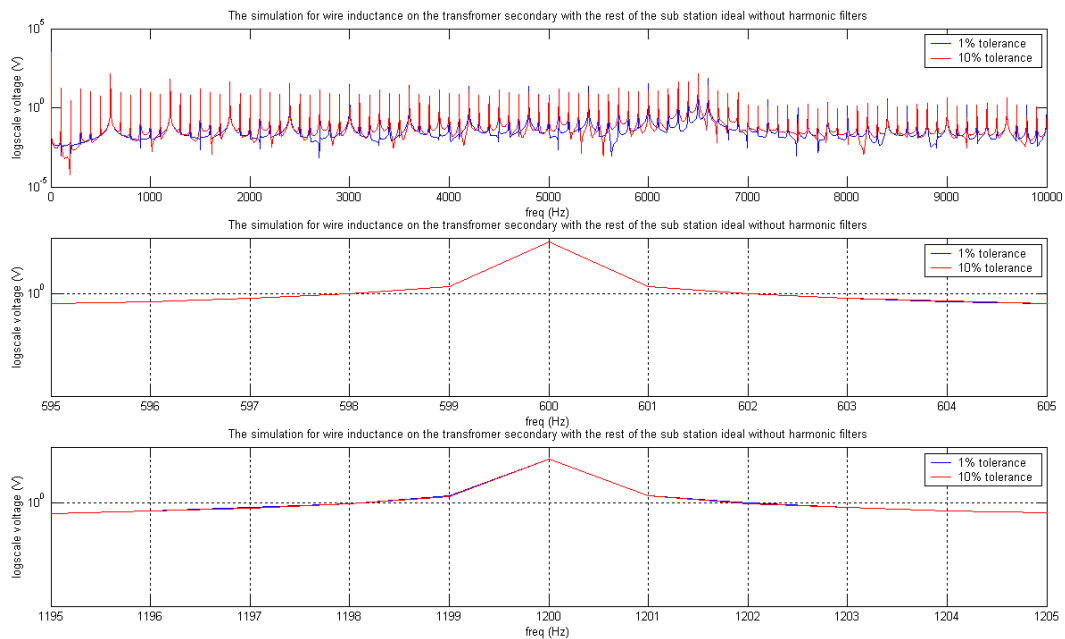 The simulation for wire inductance on the transfromer secondary with the rest of the sub station ideal without harmonic filters
10^5
10^0
10^-5
logscale voltage (V)
1% tolerance
10% tolerance
0 1000 2000 3000 4000 5000 6000 7000 8000 9000 10000
freq (Hz)
The simulation for wire inductance on the transfromer secondary with the rest of the sub station ideal without harmonic filters
10^0
logscale voltage (V)
1% tolerance
10% tolerance
595 596 597 598 599 600 601 602 603 604 605
freq (Hz)
The simulation for wire inductance on the transfromer secondary with the rest of the sub station ideal without harmonic filters
10^0
logscale voltage (V)
1% tolerance
10% tolerance
1195 1196 1197 1198 1199 1200 1201 1202 1203 1204 1205
freq (Hz)